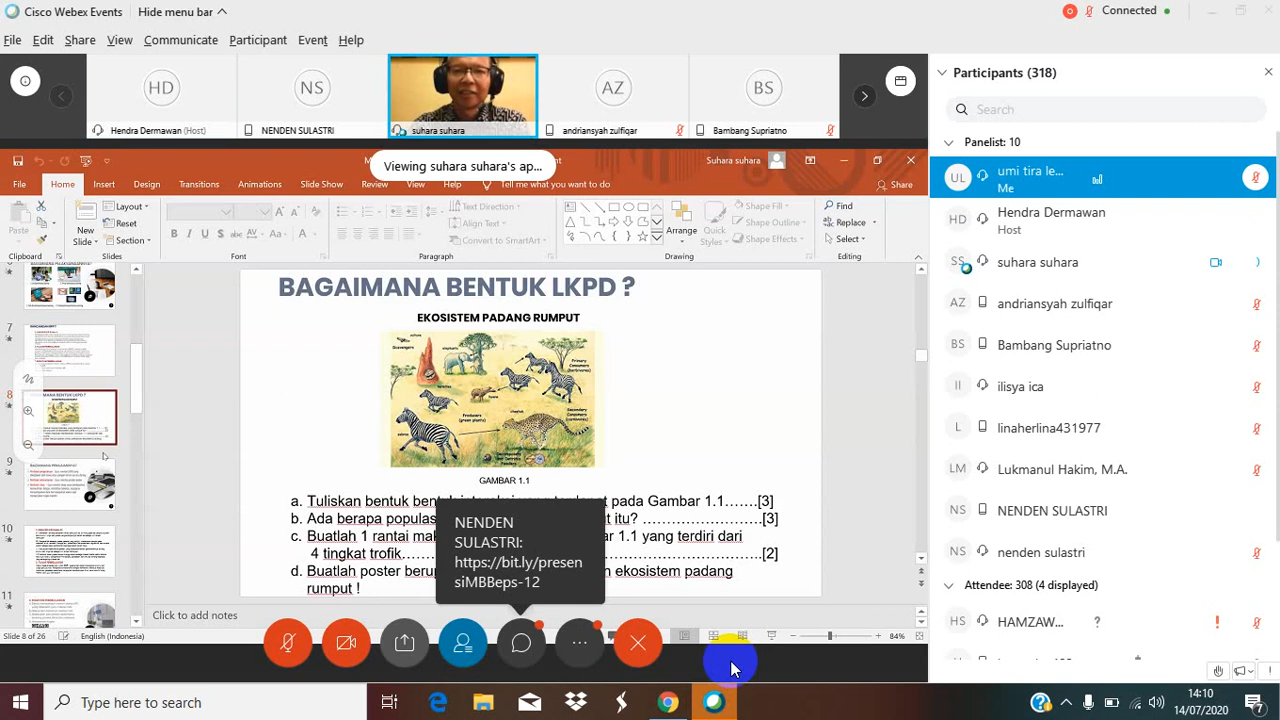 Cisco Webex Events
Hide menu bar
Connected
File Edit Share View Communicate Participant Event Help
HD
NS
AZ
BS
Hendra Dermawan (Host)
NENDEN SULASTRI
suhara suhara
andriansyah zulfiqar
Bambang Supriatno
Viewing suhara suhara's ap...
Suhara suhara
File Home Insert Design Transitions Animations Slide Show Review View Help Tell me what you want to do
Share
Paste
New
Slide
Layout
Reset
Section
Text Direction
Align Text
Convert to SmartArt
Arrange
Quick
Styles
Shape Fill
Shape Outline
Shape Effects
Find
Replace
Select
Clipboard
Slides
Font
Paragraph
Drawing
Editing
7
8
9
10
11
BAGAIMANA BENTUK LKPD ?
EKOSISTEM PADANG RUMPUT
GAMBAR 1.1
a. Tuliskan bentuk pada Gambar 1.1......[3]
b. Ada berapa populas itu? [3]
c. Buatlah 1 rantai 1.1 yang terdiri dari
4 tingkat trofik. [2]
d. Buatlah poster ekosistem padang
rumput !
NENDEN
SULASTRI:
https://bit.ly/presen
siMBBeps-12
Click to add notes
Slide 8 of 26
English (Indonesia)
84%
Participants (318)
Search
Panelist: 10
UL
umi tira le...
Me
HD
Hendra Dermawan
Host
SS
suhara suhara
AZ
andriansyah zulfiqar
BS
Bambang Supriatno
II
ilisya ica
L
linaherlina431977
LM
Lukmanul Hakim, M.A.
NS
NENDEN SULASTRI
NS
nenden sulastri
Attendee: 308 (4 displayed)
HS
HAMZAW...
Type here to search
14:10
14/07/2020